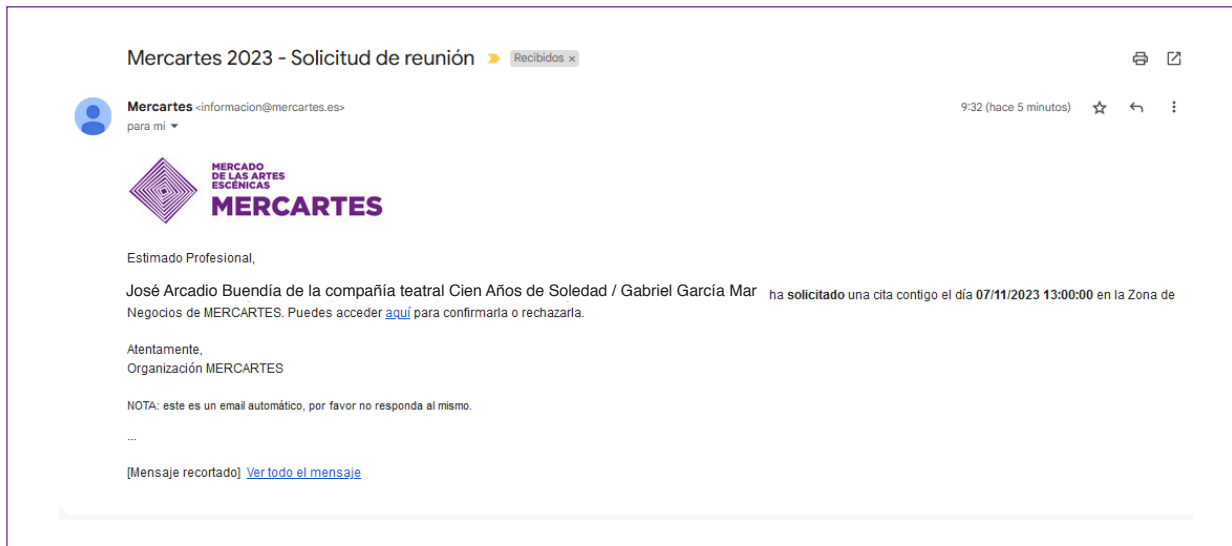 Mercartes 2023 - Solicitud de reunión Recibidos x
Mercartes <informacion@mercartes.es> 9:32 (hace 5 minutos)
para mí
MERCADO
DE LAS ARTES
ESCÉNICAS
MERCARTES
Estimado Profesional,
José Arcadio Buendía de la compañía teatral Cien Años de Soledad / Gabriel García Mar ha solicitado una cita contigo el día 07/11/2023 13:00:00 en la Zona de
Negocios de MERCARTES. Puedes acceder aquí para confirmarla o rechazarla.
Atentamente,
Organización MERCARTES
NOTA: este es un email automático, por favor no responda al mismo.
...
[Mensaje recortado] Ver todo el mensaje